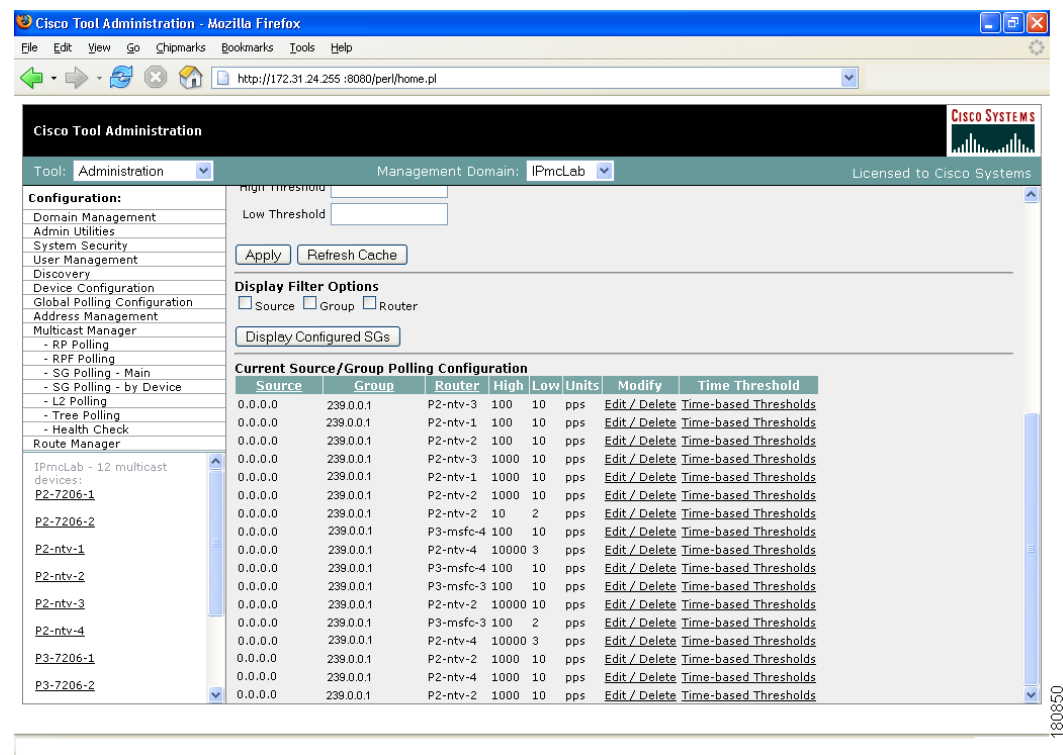 Cisco Tool Administration - Mozilla Firefox
File Edit View Go Chipmarks Bookmarks Tools Help
http://172.31.24.255 :8080/perl/home.pl
Cisco Tool Administration
CISCO SYSTEMS
Tool: Administration Management Domain: IPmcLab Licensed to Cisco Systems
Configuration:
Domain Management
Admin Utilities
System Security
User Management
Discovery
Device Configuration
Global Polling Configuration
Address Management
Multicast Manager
- RP Polling
- RPF Polling
- SG Polling - Main
- SG Polling - by Device
- L2 Polling
- Tree Polling
- Health Check
Route Manager
IPmcLab - 12 multicast
devices:
P2-7206-1
P2-7206-2
P2-ntv-1
P2-ntv-2
P2-ntv-3
P2-ntv-4
P3-7206-1
P3-7206-2
High Threshold
Low Threshold
Apply Refresh Cache
Display Filter Options
Source Group Router
Display Configured SGs
Current Source/Group Polling Configuration
Source Group Router High Low Units Modify Time Threshold
0.0.0.0 239.0.0.1 P2-ntv-3 100 10 pps Edit / Delete Time-based Thresholds
0.0.0.0 239.0.0.1 P2-ntv-1 100 10 pps Edit / Delete Time-based Thresholds
0.0.0.0 239.0.0.1 P2-ntv-2 100 10 pps Edit / Delete Time-based Thresholds
0.0.0.0 239.0.0.1 P2-ntv-3 1000 10 pps Edit / Delete Time-based Thresholds
0.0.0.0 239.0.0.1 P2-ntv-1 1000 10 pps Edit / Delete Time-based Thresholds
0.0.0.0 239.0.0.1 P2-ntv-2 1000 10 pps Edit / Delete Time-based Thresholds
0.0.0.0 239.0.0.1 P2-ntv-2 10 2 pps Edit / Delete Time-based Thresholds
0.0.0.0 239.0.0.1 P3-msfc-4 100 10 pps Edit / Delete Time-based Thresholds
0.0.0.0 239.0.0.1 P2-ntv-4 10000 3 pps Edit / Delete Time-based Thresholds
0.0.0.0 239.0.0.1 P3-msfc-4 100 10 pps Edit / Delete Time-based Thresholds
0.0.0.0 239.0.0.1 P3-msfc-3 100 10 pps Edit / Delete Time-based Thresholds
0.0.0.0 239.0.0.1 P2-ntv-2 10000 10 pps Edit / Delete Time-based Thresholds
0.0.0.0 239.0.0.1 P3-msfc-3 100 2 pps Edit / Delete Time-based Thresholds
0.0.0.0 239.0.0.1 P2-ntv-4 10000 3 pps Edit / Delete Time-based Thresholds
0.0.0.0 239.0.0.1 P2-ntv-2 1000 10 pps Edit / Delete Time-based Thresholds
0.0.0.0 239.0.0.1 P2-ntv-4 1000 10 pps Edit / Delete Time-based Thresholds
0.0.0.0 239.0.0.1 P2-ntv-2 1000 10 pps Edit / Delete Time-based Thresholds
180850